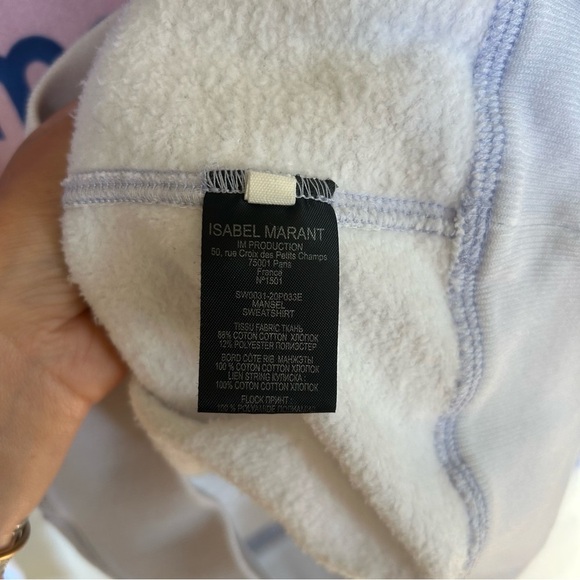 ISABEL MARANT
IM PRODUCTION
50, rue Croix des Petits Champs
75001 Paris
France
N°1501
SW0031-20P033E
MANSEL
SWEATSHIRT
TISSU FABRIC ТКАНЬ
88% COTON COTTON ХЛОПОК
12% POLYESTER ПОЛИЭСТЕР
BORD CÔTE RIB МАНЖЕТЫ
100 % COTON COTTON ХЛОПОК
LIEN STRING КУЛИСКА :
100% COTON COTTON ХЛОПОК
FLOCK ПРИНТ :
100 % POLYAMIDE